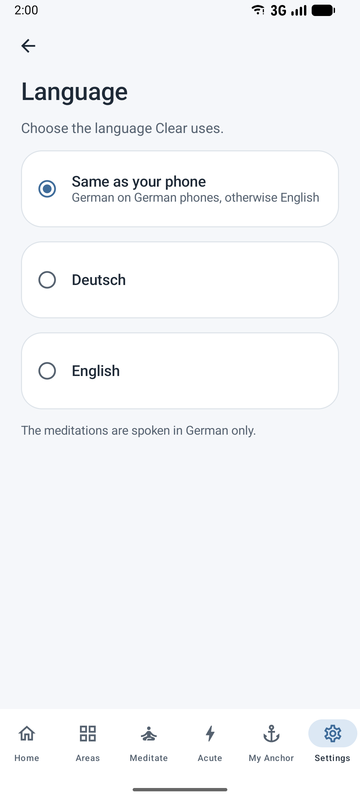 2:00
3G
Language
Choose the language Clear uses.
Same as your phone
German on German phones, otherwise English
Deutsch
English
The meditations are spoken in German only.
Home
Areas
Meditate
Acute
My Anchor
Settings